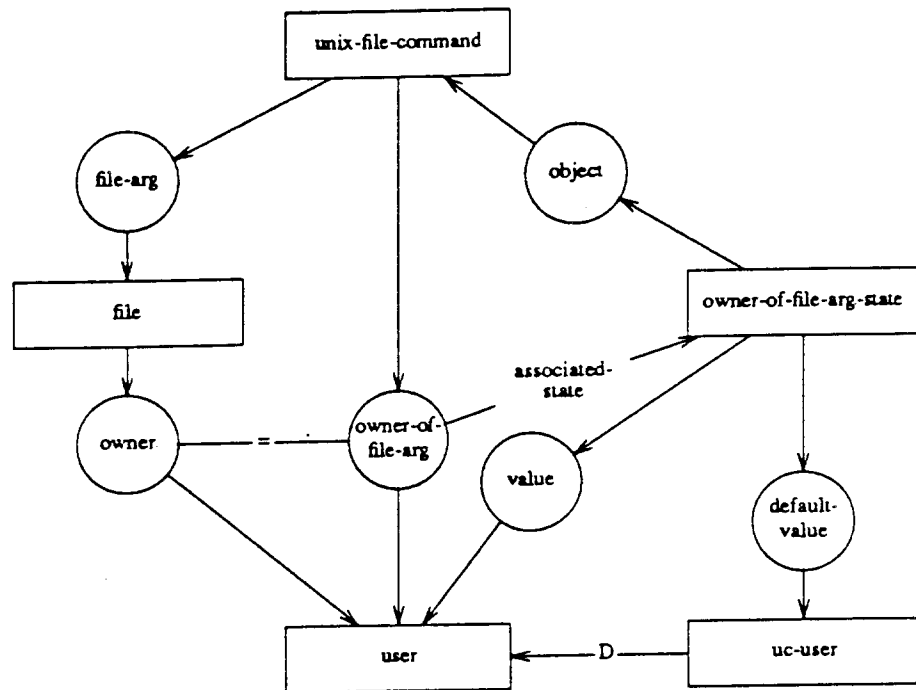 unix-file-command
file-arg
object
file
owner-of-file-arg-state
associated-
state
owner
=
owner-of-
file-arg
value
default-
value
user
D
uc-user